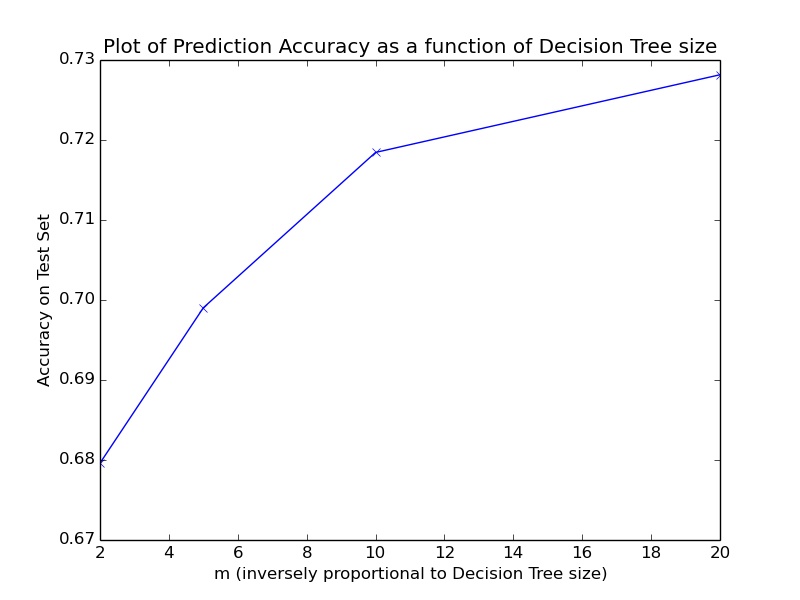 Plot of Prediction Accuracy as a function of Decision Tree size
0.73
0.72
0.71
0.70
0.69
0.68
0.67
Accuracy on Test Set
2 4 6 8 10 12 14 16 18 20
m (inversely proportional to Decision Tree size)